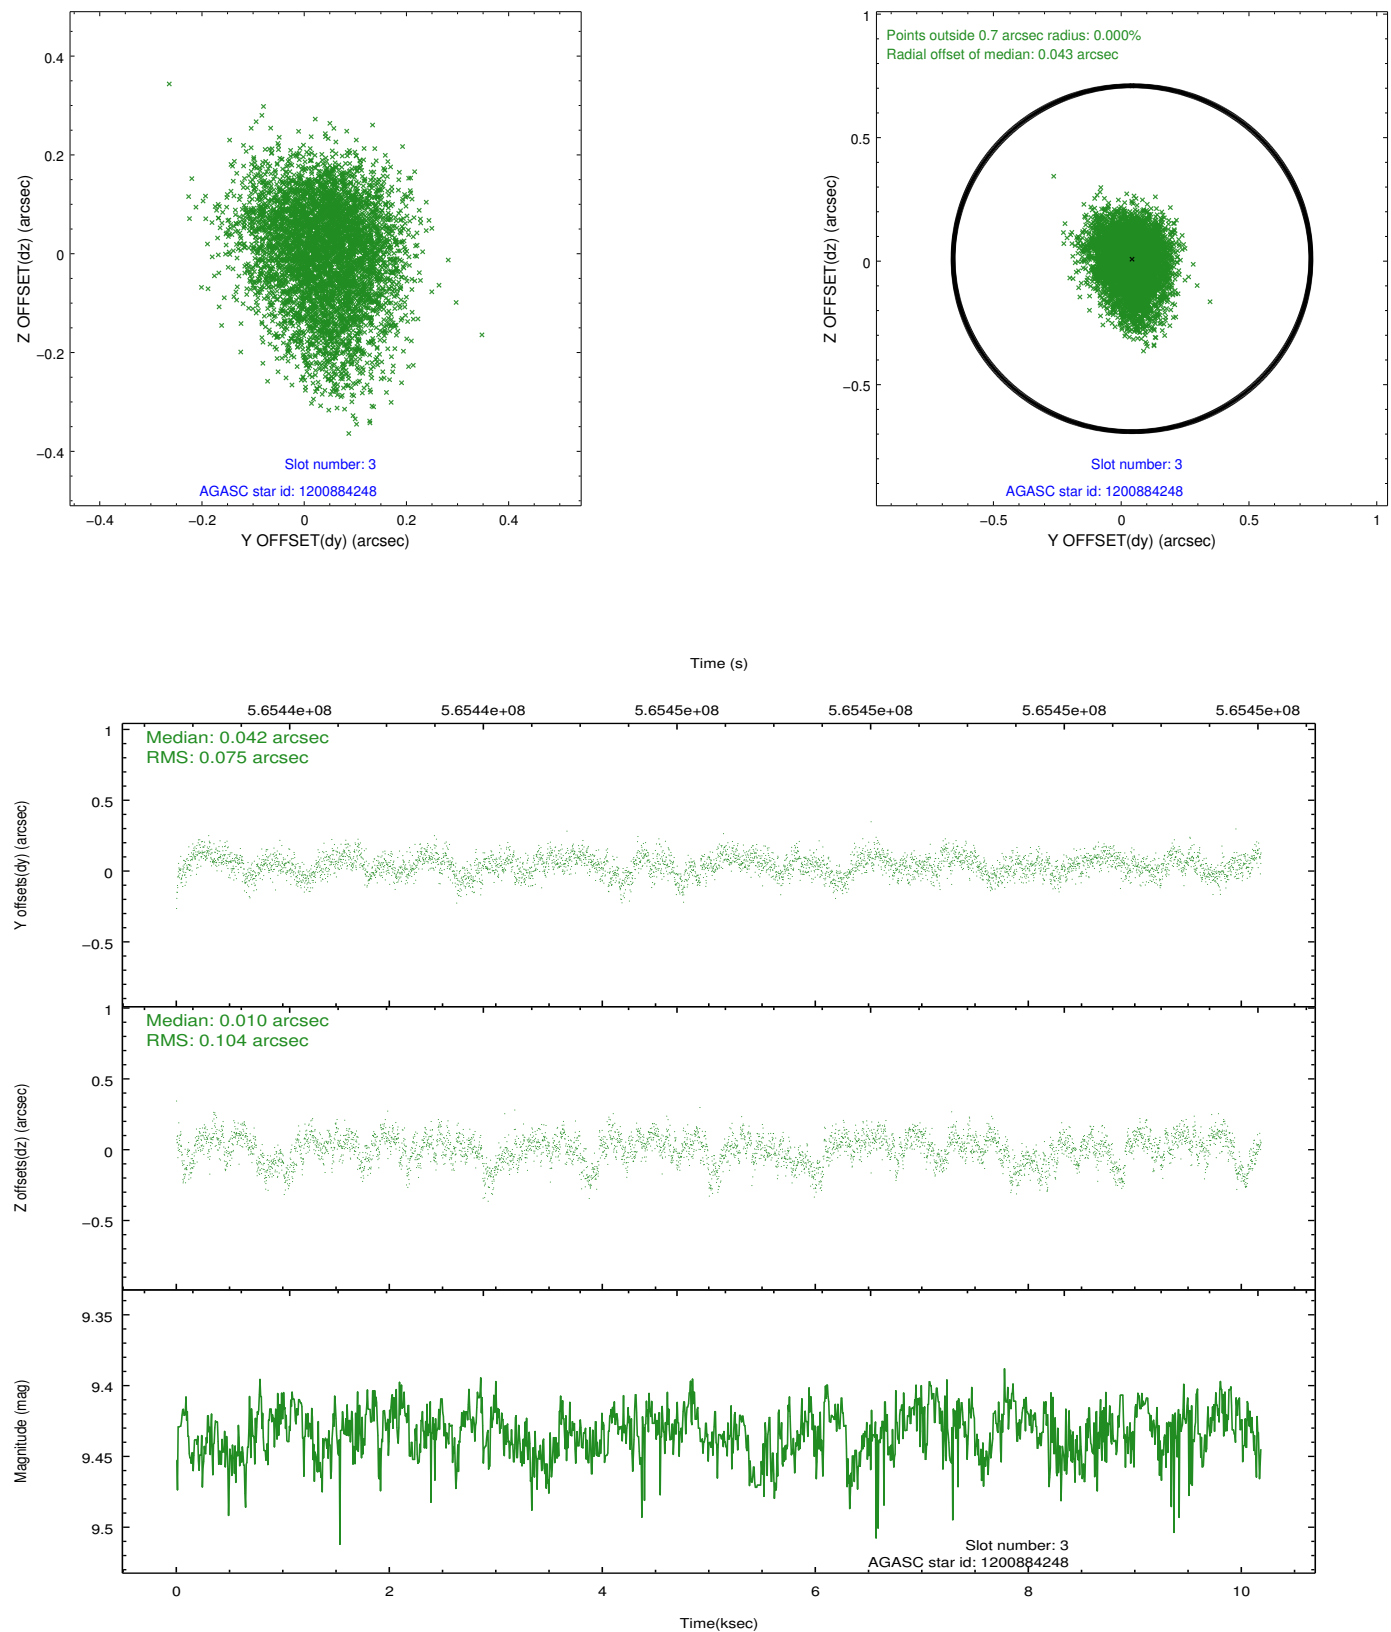 0.4
0.2
0
−0.2
−0.4
Z OFFSET(dz) (arcsec)
Slot number: 3
AGASC star id: 1200884248
−0.4 −0.2 0 0.2 0.4
Y OFFSET(dy) (arcsec)
Points outside 0.7 arcsec radius: 0.000%
Radial offset of median: 0.043 arcsec
1
0.5
0
−0.5
Z OFFSET(dz) (arcsec)
Slot number: 3
AGASC star id: 1200884248
−0.5 0 0.5 1
Y OFFSET(dy) (arcsec)
Time (s)
5.6544e+08 5.6544e+08 5.6545e+08 5.6545e+08 5.6545e+08 5.6545e+08
Median: 0.042 arcsec
RMS: 0.075 arcsec
1
0.5
0
−0.5
Y offsets(dy) (arcsec)
Median: 0.010 arcsec
RMS: 0.104 arcsec
1
0.5
0
−0.5
Z offsets(dz) (arcsec)
9.35
9.4
9.45
9.5
Magnitude (mag)
Slot number: 3
AGASC star id: 1200884248
0 2 4 6 8 10
Time(ksec)